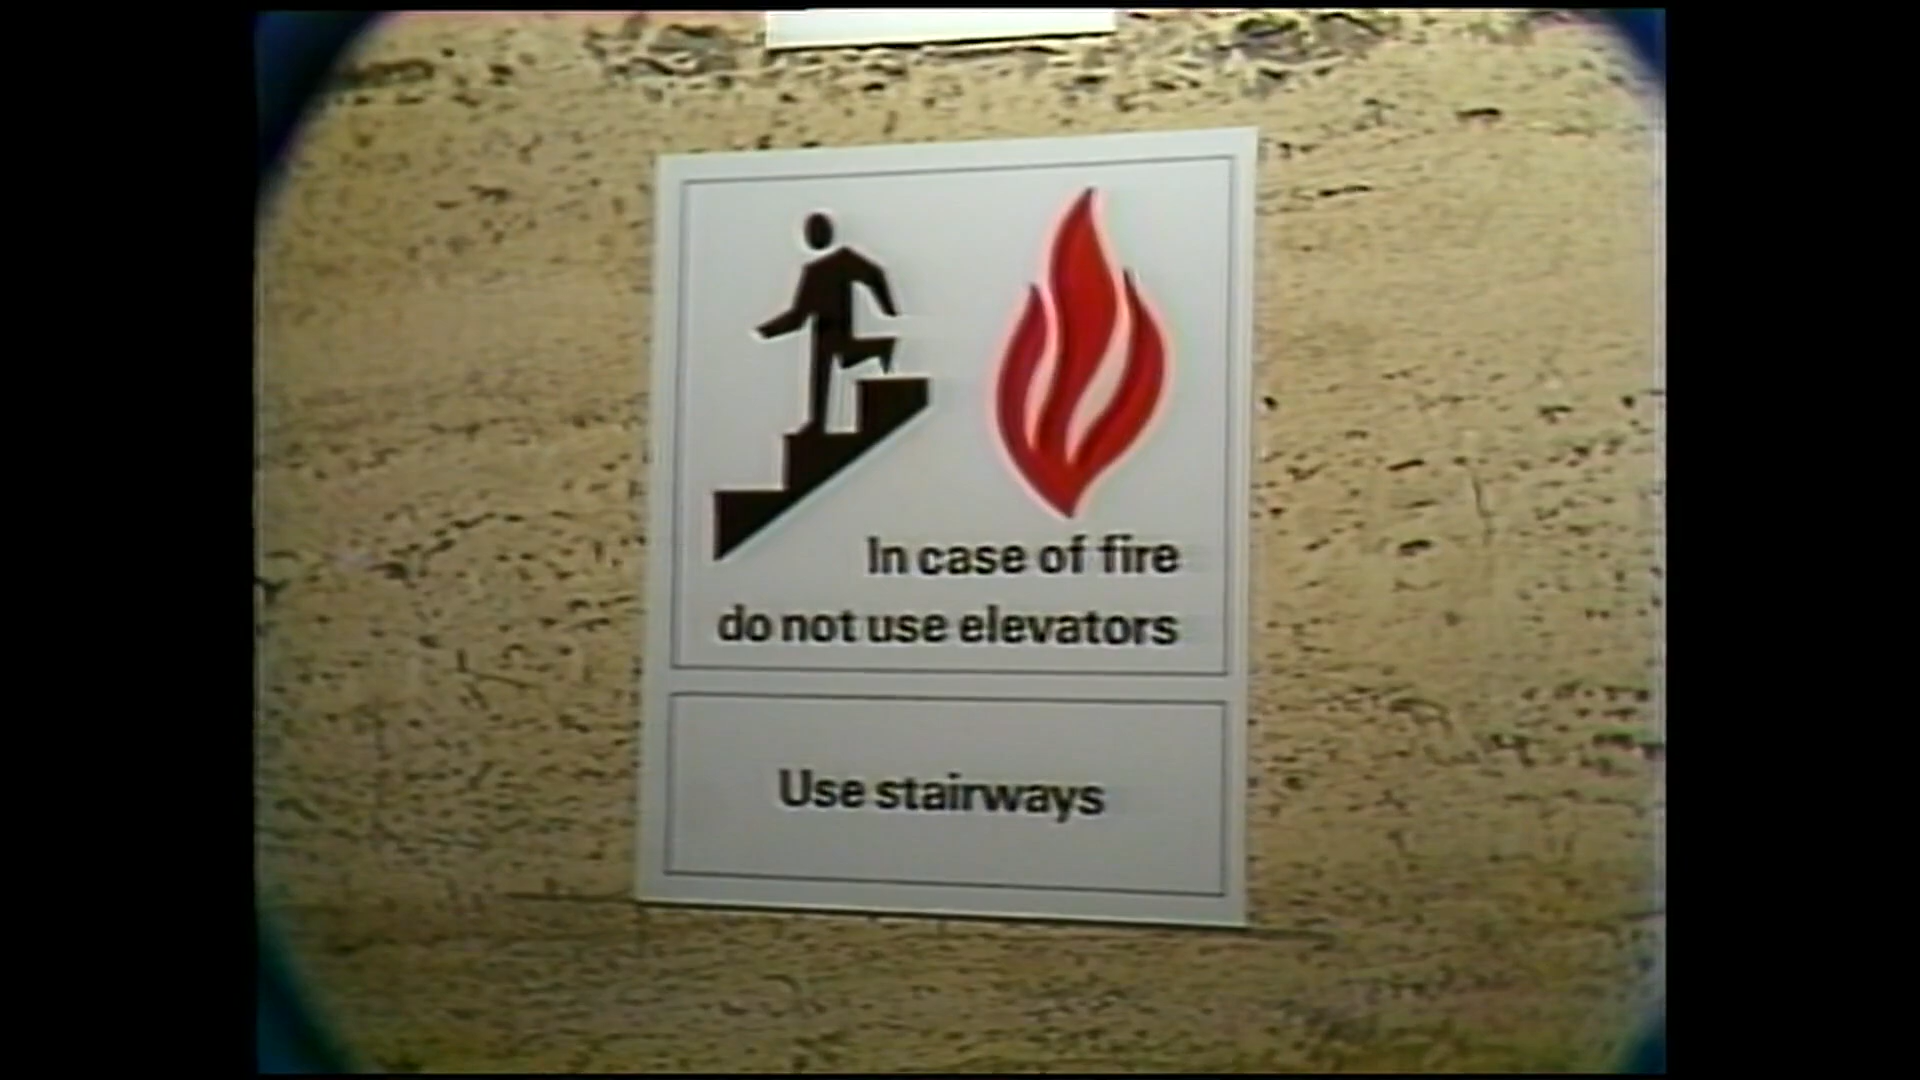 In case of fire
do not use elevators
Use stairways